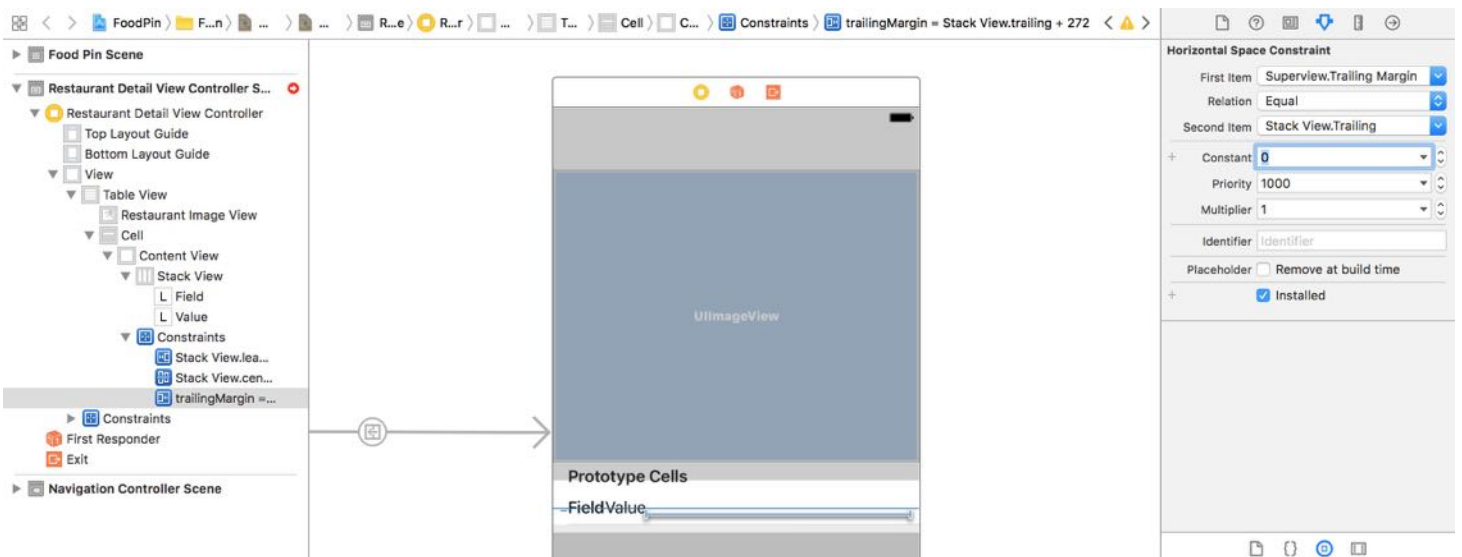 FoodPin 〉 F...n〉 ... 〉 ... 〉 R...e〉 R...r〉 ... 〉 T... 〉 Cell〉 C... 〉 Constraints〉 trailingMargin = Stack View.trailing + 272
Food Pin Scene
Restaurant Detail View Controller S...
Restaurant Detail View Controller
Top Layout Guide
Bottom Layout Guide
View
Table View
Restaurant Image View
Cell
Content View
Stack View
L Field
L Value
Constraints
Stack View.lea...
Stack View.cen...
trailingMargin =...
Constraints
First Responder
Exit
Navigation Controller Scene
UIImageView
Prototype Cells
FieldValue
Horizontal Space Constraint
First Item Superview.Trailing Margin
Relation Equal
Second Item Stack View.Trailing
+ Constant 0
Priority 1000
Multiplier 1
Identifier Identifier
Placeholder Remove at build time
+ Installed